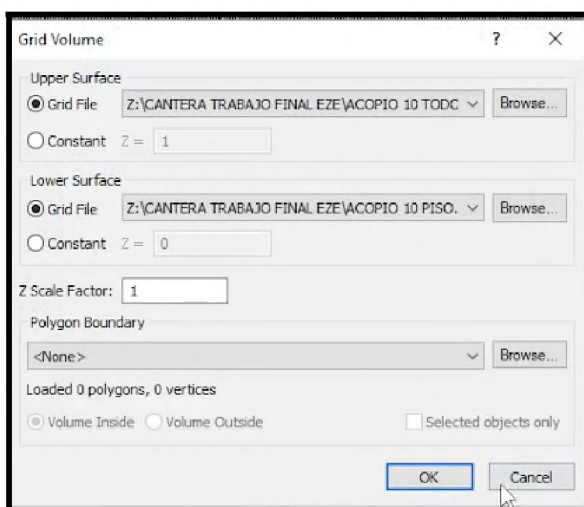 Grid Volume ? ×
Upper Surface
Grid File Z:\CANTERA TRABAJO FINAL EZE\ACOPIO 10 TODC Browse...
Constant Z = 1
Lower Surface
Grid File Z:\CANTERA TRABAJO FINAL EZE\ACOPIO 10 PISO. Browse...
Constant Z = 0
Z Scale Factor: 1
Polygon Boundary
<None> Browse...
Loaded 0 polygons, 0 vertices
Volume Inside Volume Outside Selected objects only
OK Cancel